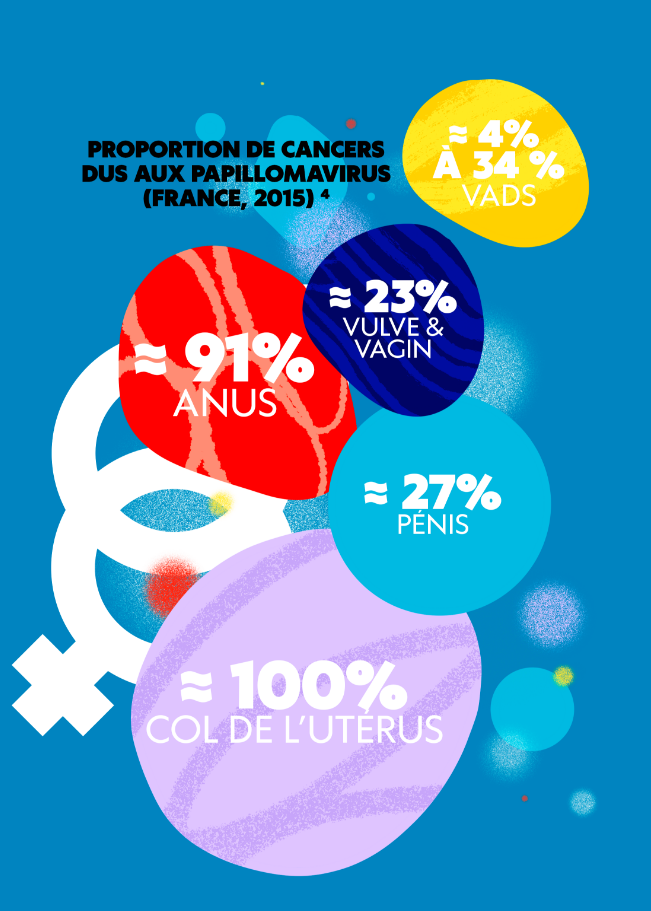 PROPORTION DE CANCERS
DUS AUX PAPILLOMAVIRUS
(FRANCE, 2015) 4
≈ 4%
À 34 %
VADS
≈ 23%
VULVE &
VAGIN
≈ 91%
ANUS
≈ 27%
PÉNIS
≈ 100%
COL DE L'UTÉRUS